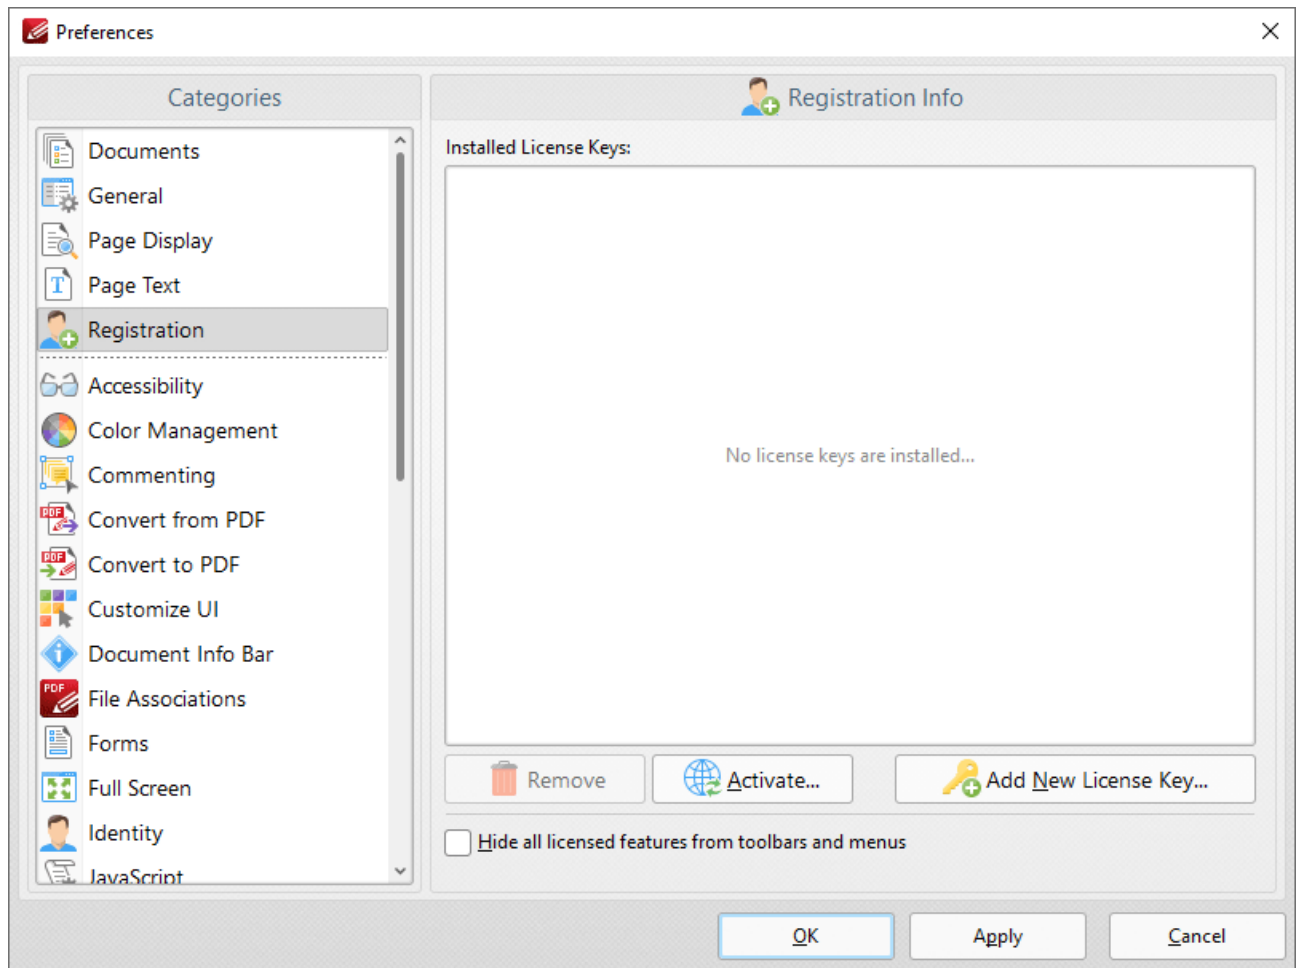 Preferences
Categories
Documents
General
Page Display
Page Text
Registration
Accessibility
Color Management
Commenting
Convert from PDF
Convert to PDF
Customize UI
Document Info Bar
File Associations
Forms
Full Screen
Identity
JavaScript
Registration Info
Installed License Keys:
No license keys are installed...
Remove
Activate...
Add New License Key...
Hide all licensed features from toolbars and menus
OK
Apply
Cancel